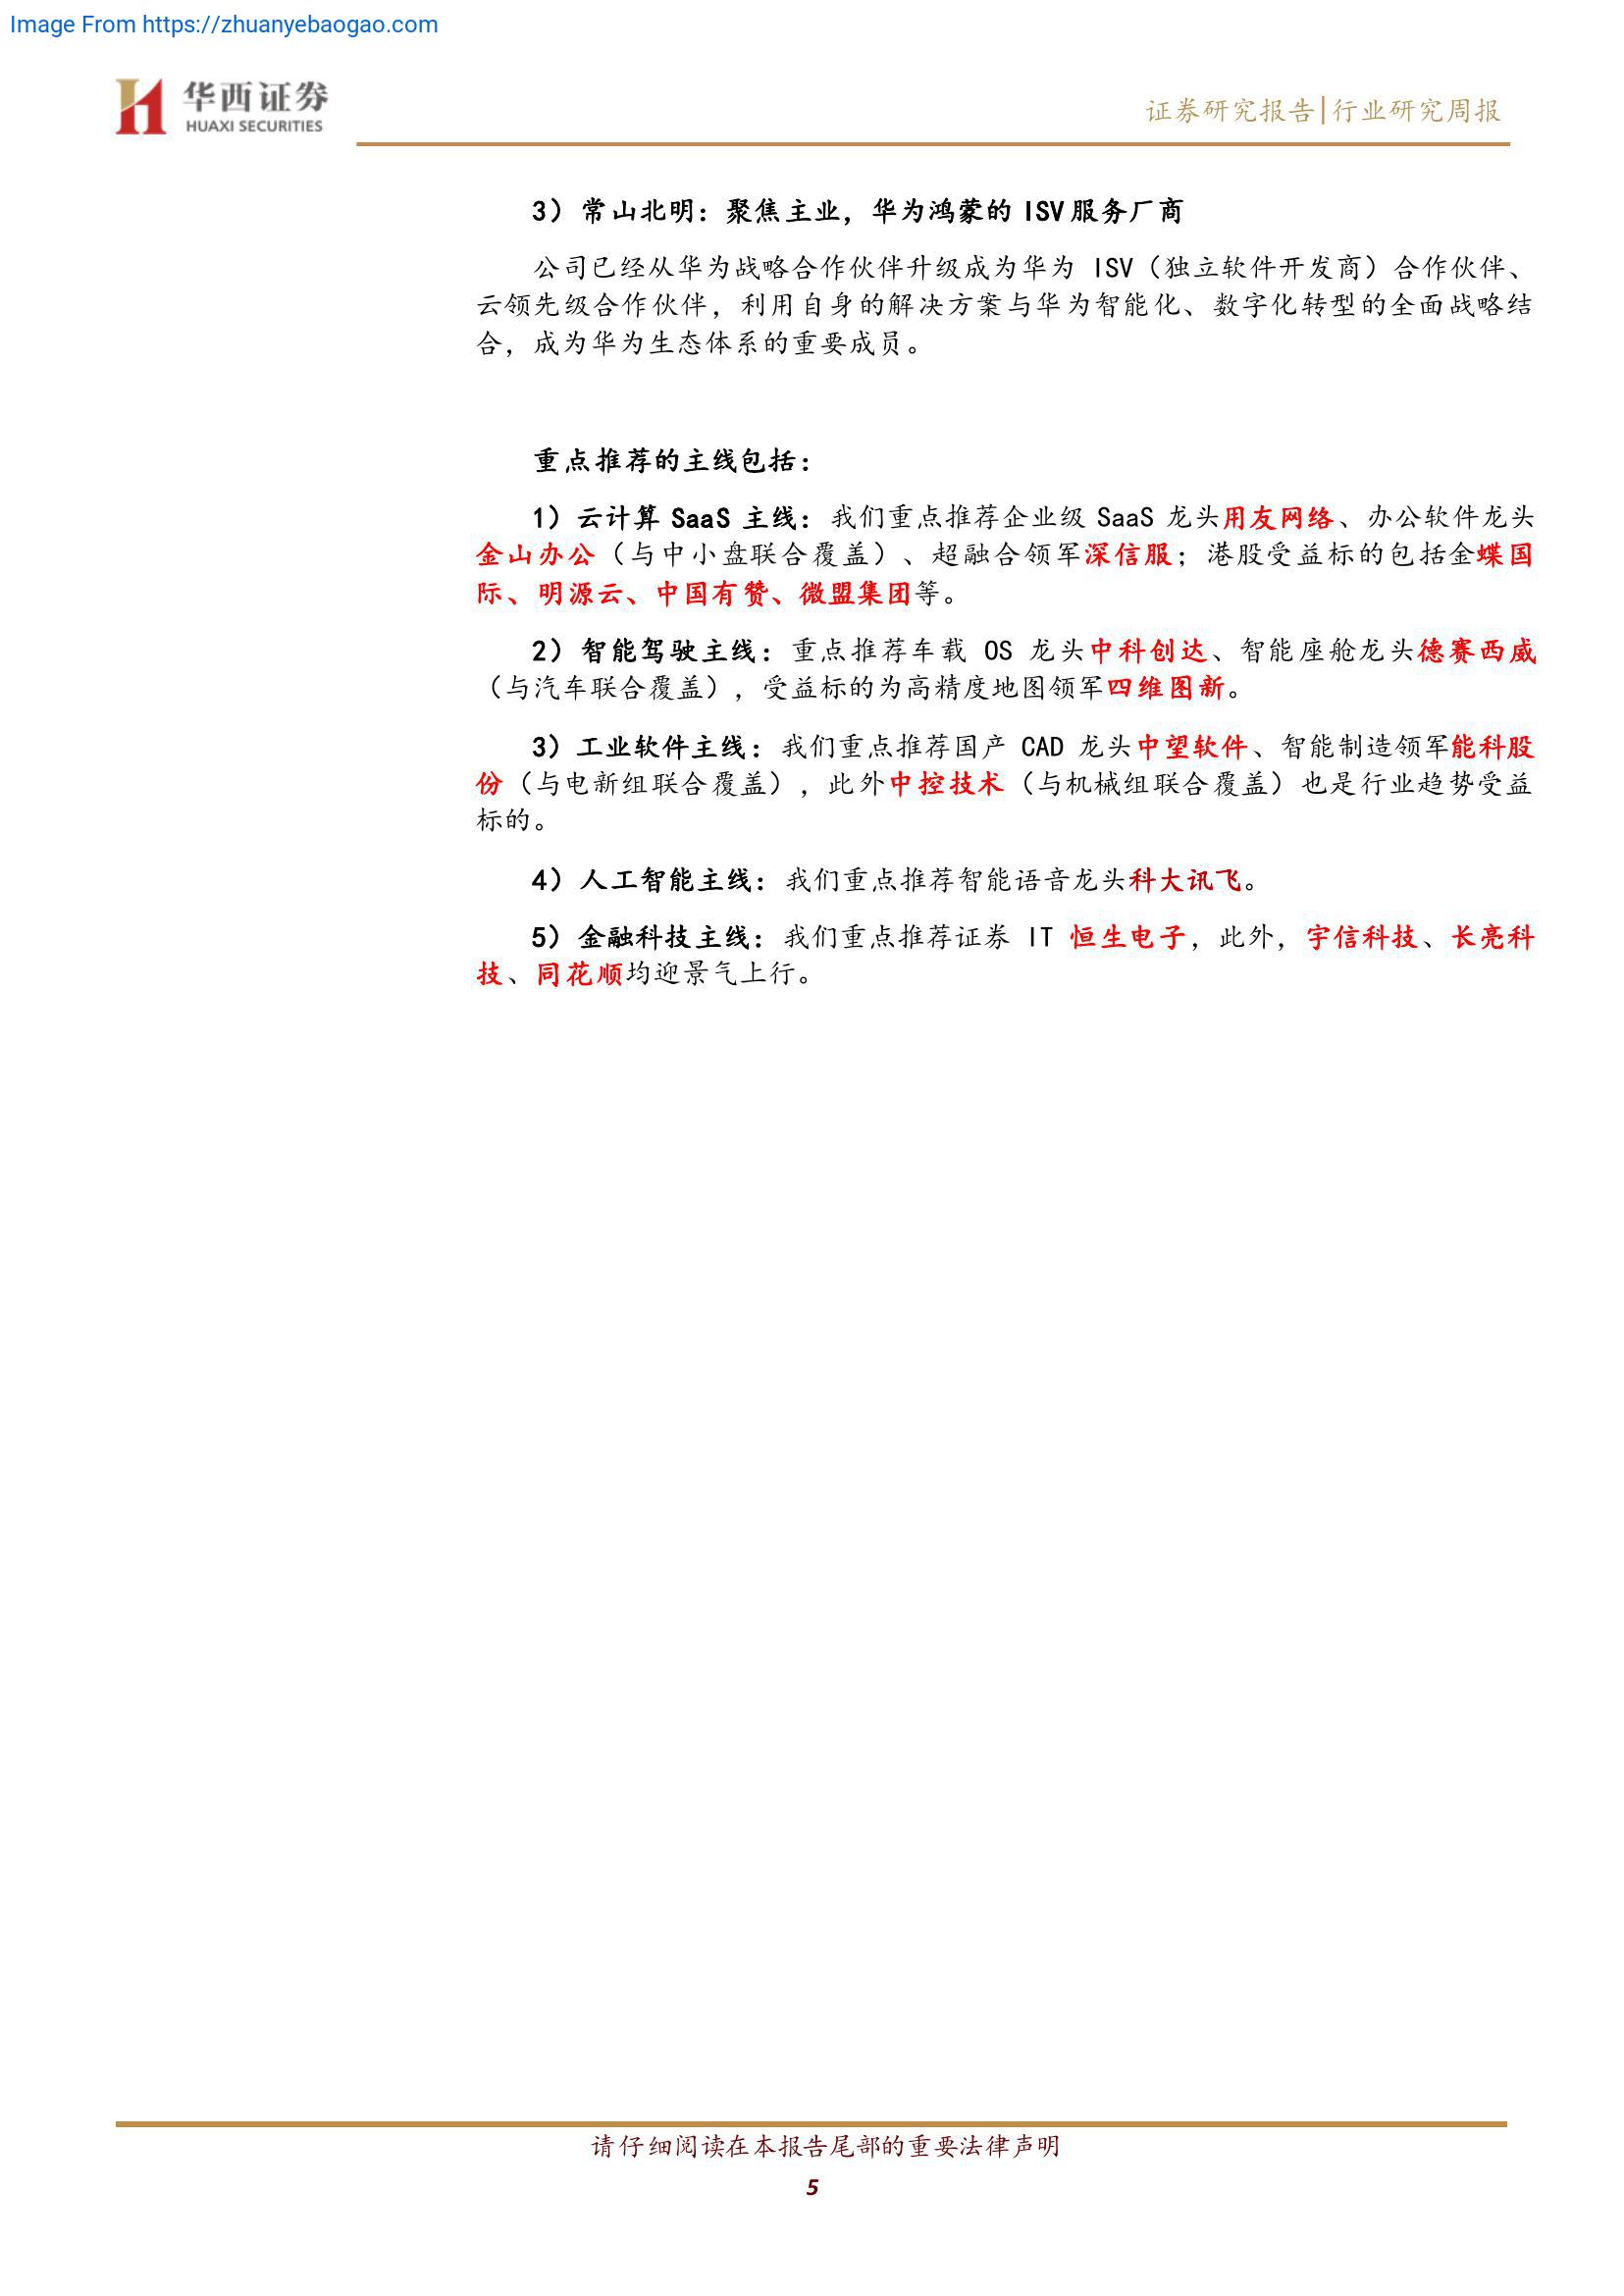 Image From https://zhuanyebaogao.com
华西证券
HUAXI SECURITIES
证券研究报告|行业研究周报
3）常山北明：聚焦主业，华为鸿蒙的 ISV 服务厂商
公司已经从华为战略合作伙伴升级成为华为 ISV（独立软件开发商）合作伙伴、
云领先级合作伙伴，利用自身的解决方案与华为智能化、数字化转型的全面战略结
合，成为华为生态体系的重要成员。
重点推荐的主线包括：
1）云计算 SaaS 主线：我们重点推荐企业级 SaaS 龙头用友网络、办公软件龙头
金山办公（与中小盘联合覆盖）、超融合领军深信服；港股受益标的包括金蝶国
际、明源云、中国有赞、微盟集团等。
2）智能驾驶主线：重点推荐车载 OS 龙头中科创达、智能座舱龙头德赛西威
（与汽车联合覆盖），受益标的为高精度地图领军四维图新。
3）工业软件主线：我们重点推荐国产 CAD 龙头中望软件、智能制造领军能科股
份（与电新组联合覆盖），此外中控技术（与机械组联合覆盖）也是行业趋势受益
标的。
4）人工智能主线：我们重点推荐智能语音龙头科大讯飞。
5）金融科技主线：我们重点推荐证券 IT 恒生电子，此外，宇信科技、长亮科
技、同花顺均迎景气上行。
请仔细阅读在本报告尾部的重要法律声明
5